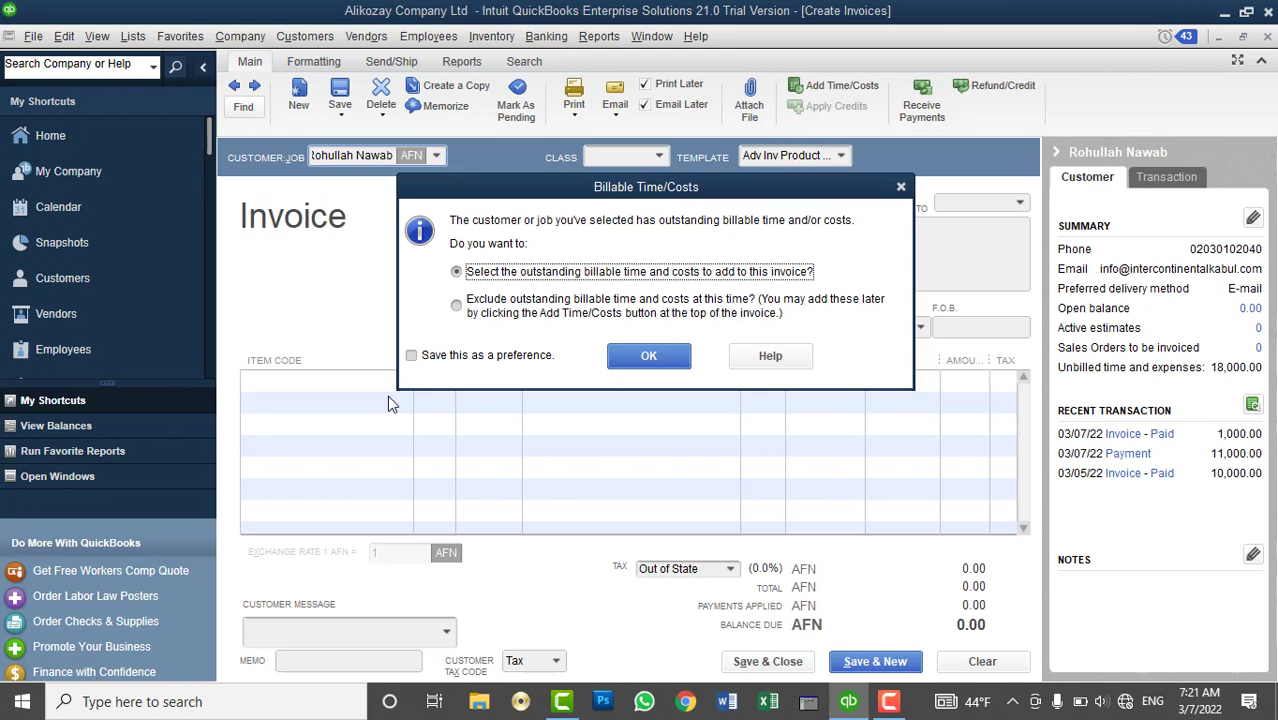 Alikozay Company Ltd - Intuit QuickBooks Enterprise Solutions 21.0 Trial Version - [Create Invoices]
File Edit View Lists Favorites Company Customers Vendors Employees Inventory Banking Reports Window Help
43
Search Company or Help
My Shortcuts
Home
My Company
Calendar
Snapshots
Customers
Vendors
Employees
My Shortcuts
View Balances
Run Favorite Reports
Open Windows
Do More With QuickBooks
Get Free Workers Comp Quote
Order Labor Law Posters
Order Checks & Supplies
Promote Your Business
Finance with Confidence
Main Formatting Send/Ship Reports Search
Find
New
Save
Delete
Create a Copy
Memorize
Mark As
Pending
Print
Email
Print Later
Email Later
Attach
File
Add Time/Costs
Apply Credits
Receive
Payments
Refund/Credit
CUSTOMER:JOB Rohullah Nawab AFN CLASS TEMPLATE Adv Inv Product ...
Invoice
TO
F.O.B.
Billable Time/Costs
The customer or job you've selected has outstanding billable time and/or costs.
Do you want to:
Select the outstanding billable time and costs to add to this invoice?
Exclude outstanding billable time and costs at this time? (You may add these later
by clicking the Add Time/Costs button at the top of the invoice.)
Save this as a preference.
OK
Help
ITEM CODE AMOU... TAX
EXCHANGE RATE 1 AFN = 1 AFN
TAX Out of State (0.0%) AFN 0.00
TOTAL AFN 0.00
PAYMENTS APPLIED AFN 0.00
BALANCE DUE AFN 0.00
CUSTOMER MESSAGE
MEMO
CUSTOMER
TAX CODE
Tax
Save & Close Save & New Clear
Rohullah Nawab
Customer Transaction
SUMMARY
Phone 02030102040
Email info@intercontinentalkabul.com
Preferred delivery method E-mail
Open balance 0.00
Active estimates 0
Sales Orders to be invoiced 0
Unbilled time and expenses: 18,000.00
RECENT TRANSACTION
03/07/22 Invoice - Paid 1,000.00
03/07/22 Payment 11,000.00
03/05/22 Invoice - Paid 10,000.00
NOTES
Type here to search
44°F
ENG
7:21 AM
3/7/2022